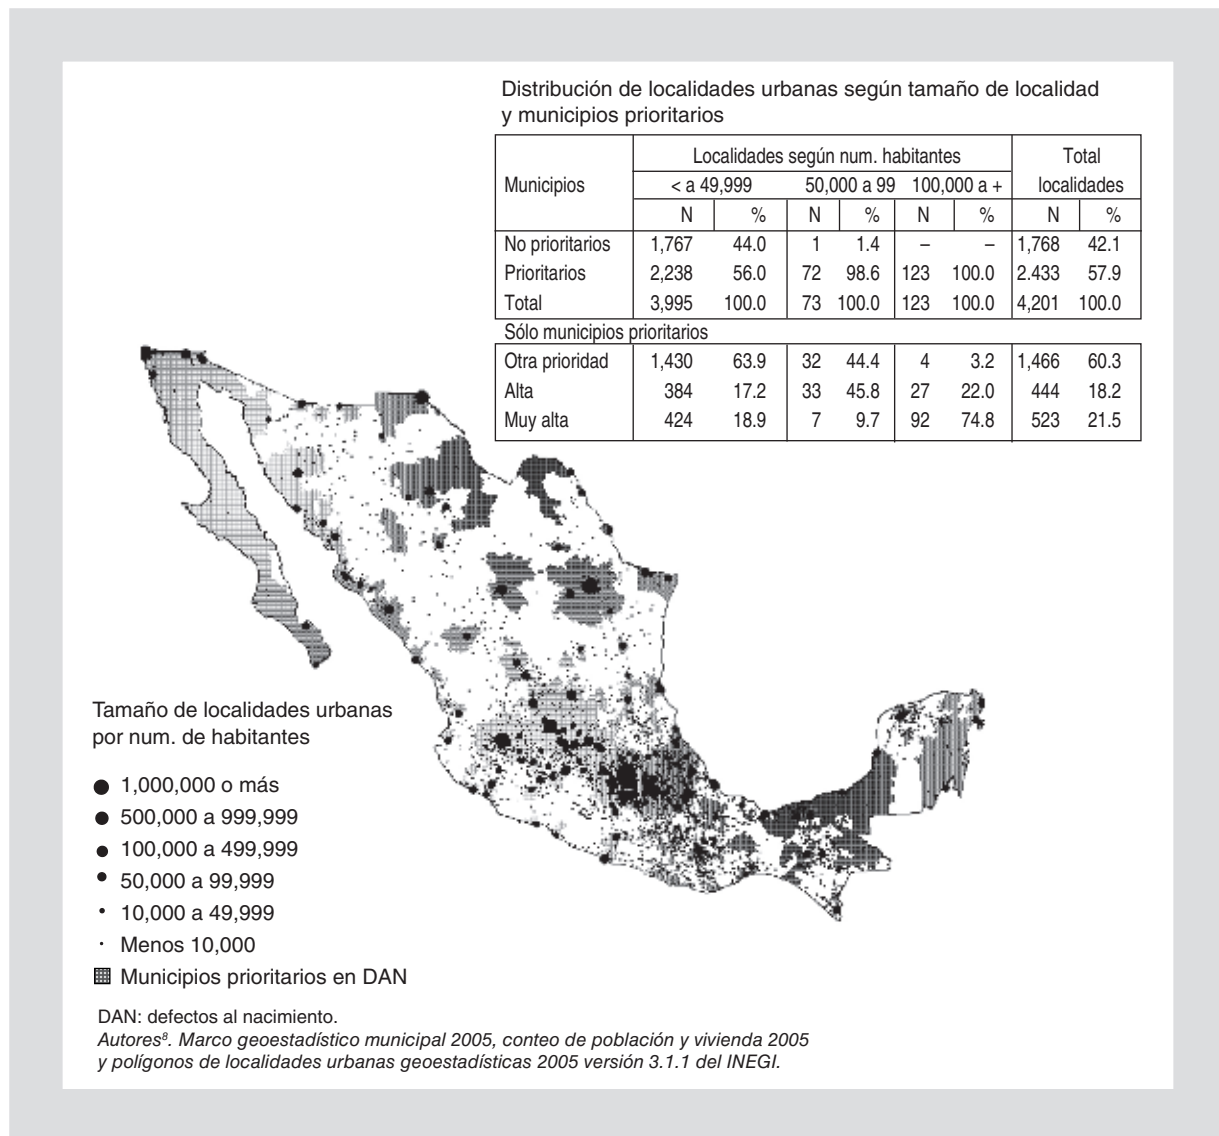 Distribución de localidades urbanas según tamaño de localidad
y municipios prioritarios
Municipios
Localidades según num. habitantes
Total
localidades
< a 49,999 50,000 a 99 100,000 a +
N % N % N % N %
No prioritarios 1,767 44.0 1 1.4 – – 1,768 42.1
Prioritarios 2,238 56.0 72 98.6 123 100.0 2.433 57.9
Total 3,995 100.0 73 100.0 123 100.0 4,201 100.0
Sólo municipios prioritarios
Otra prioridad 1,430 63.9 32 44.4 4 3.2 1,466 60.3
Alta 384 17.2 33 45.8 27 22.0 444 18.2
Muy alta 424 18.9 7 9.7 92 74.8 523 21.5
Tamaño de localidades urbanas
por num. de habitantes
1,000,000 o más
500,000 a 999,999
100,000 a 499,999
50,000 a 99,999
10,000 a 49,999
Menos 10,000
Municipios prioritarios en DAN
DAN: defectos al nacimiento.
Autores⁸. Marco geoestadístico municipal 2005, conteo de población y vivienda 2005
y polígonos de localidades urbanas geoestadísticas 2005 versión 3.1.1 del INEGI.